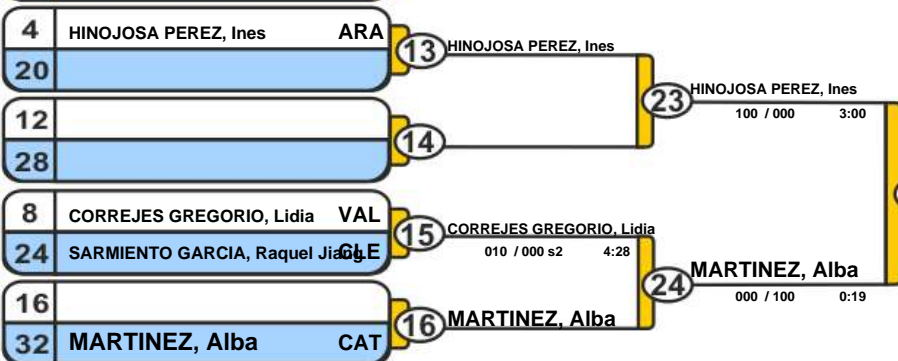 4 HINOJOSA PEREZ, Ines ARA
20
13 HINOJOSA PEREZ, Ines
23 HINOJOSA PEREZ, Ines
100 / 000 3:00
12
28
14
8 CORREJES GREGORIO, Lidia VAL
24 SARMIENTO GARCIA, Raquel Jiang CLE
15 CORREJES GREGORIO, Lidia
010 / 000 s2 4:28
24 MARTINEZ, Alba
000 / 100 0:19
16
32 MARTINEZ, Alba CAT
16 MARTINEZ, Alba